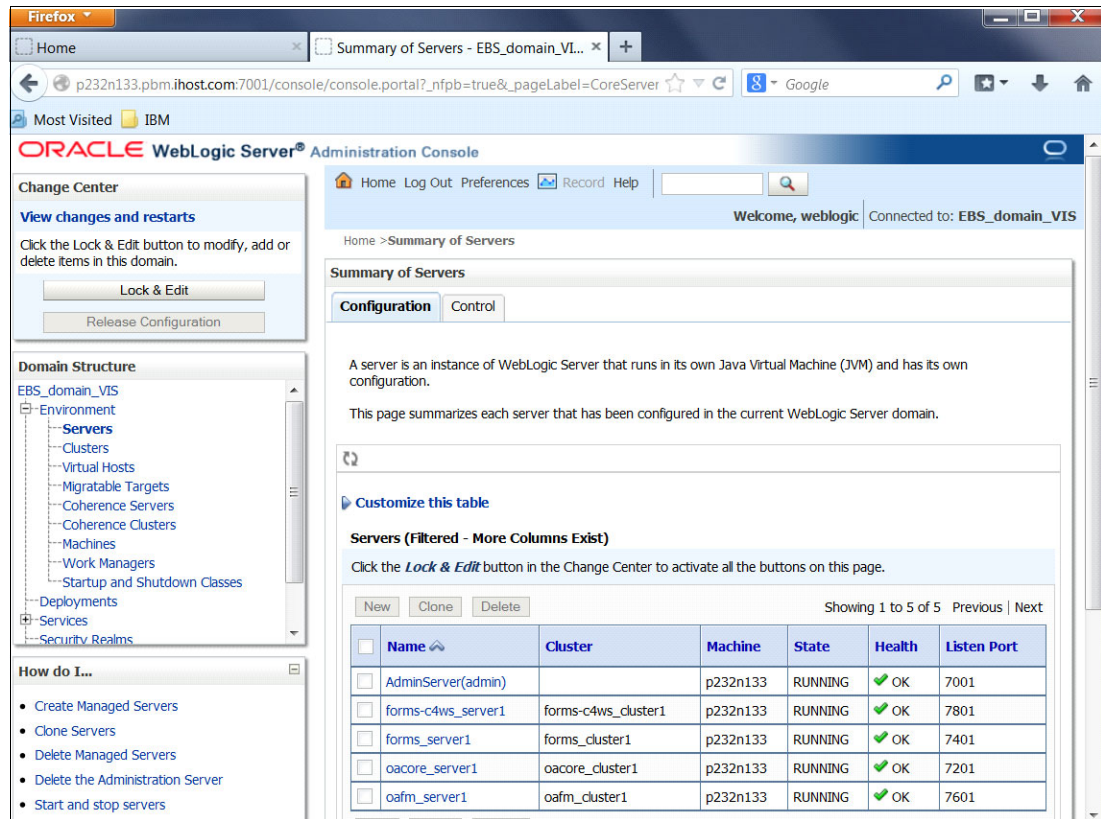 Firefox
Home
Summary of Servers - EBS_domain_VI...
p232n133.pbm.ihost.com:7001/console/console.portal?_nfpb=true&_pageLabel=CoreServer
Google
Most Visited IBM
ORACLE WebLogic Server® Administration Console
Change Center
View changes and restarts
Click the Lock & Edit button to modify, add or
delete items in this domain.
Lock & Edit
Release Configuration
Domain Structure
EBS_domain_VIS
Environment
Servers
Clusters
Virtual Hosts
Migratable Targets
Coherence Servers
Coherence Clusters
Machines
Work Managers
Startup and Shutdown Classes
Deployments
Services
Security Realms
How do I...
Create Managed Servers
Clone Servers
Delete Managed Servers
Delete the Administration Server
Start and stop servers
Home Log Out Preferences Record Help
Welcome, weblogic Connected to: EBS_domain_VIS
Home >Summary of Servers
Summary of Servers
Configuration Control
A server is an instance of WebLogic Server that runs in its own Java Virtual Machine (JVM) and has its own
configuration.
This page summarizes each server that has been configured in the current WebLogic Server domain.
Customize this table
Servers (Filtered - More Columns Exist)
Click the Lock & Edit button in the Change Center to activate all the buttons on this page.
New Clone Delete Showing 1 to 5 of 5 Previous | Next
Name Cluster Machine State Health Listen Port
AdminServer(admin) p232n133 RUNNING OK 7001
forms-c4ws_server1 forms-c4ws_cluster1 p232n133 RUNNING OK 7801
forms_server1 forms_cluster1 p232n133 RUNNING OK 7401
oacore_server1 oacore_cluster1 p232n133 RUNNING OK 7201
oafm_server1 oafm_cluster1 p232n133 RUNNING OK 7601